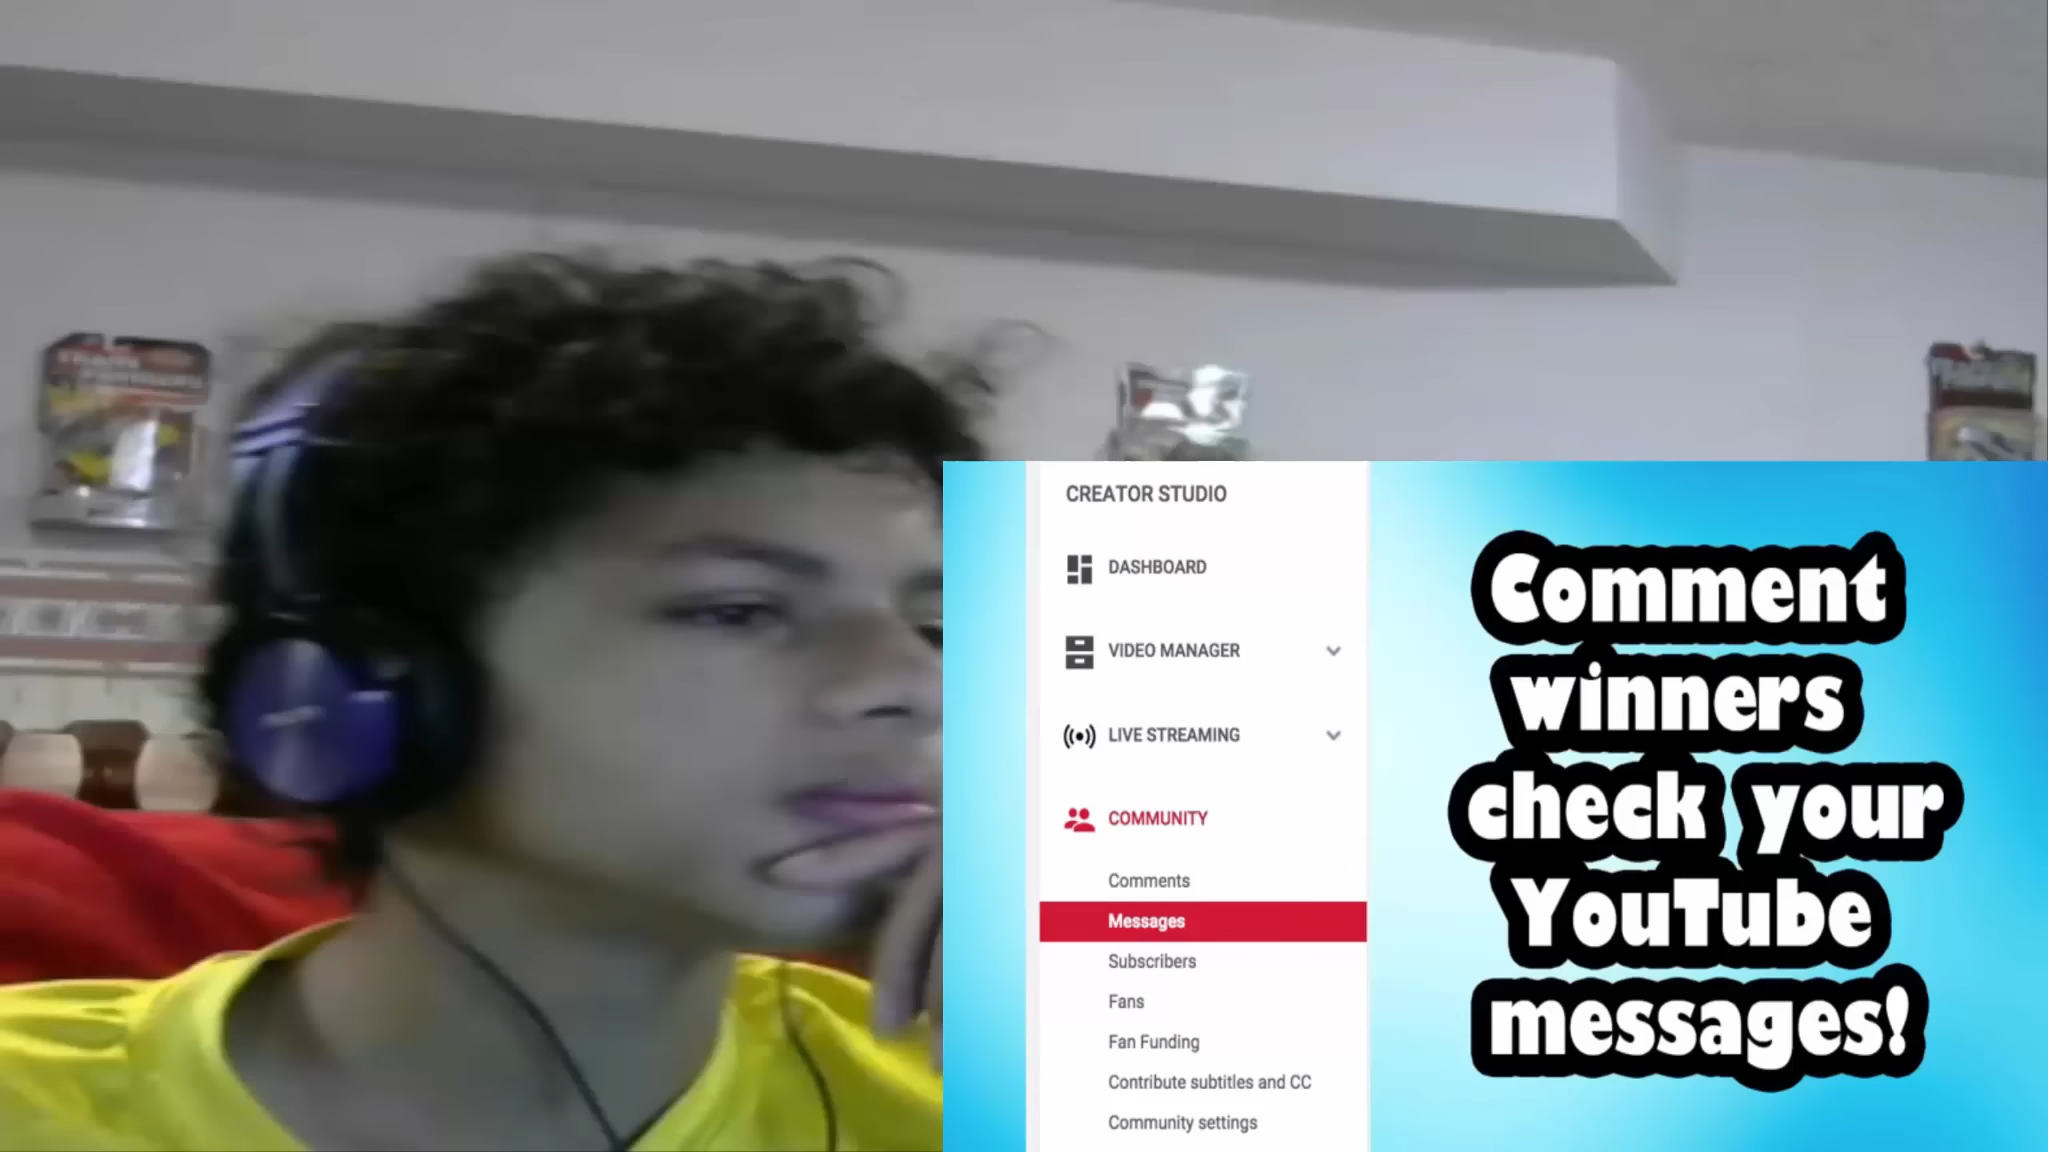 TRANSFORMERS
CREATOR STUDIO
DASHBOARD
VIDEO MANAGER
LIVE STREAMING
COMMUNITY
Comments
Messages
Subscribers
Fans
Fan Funding
Contribute subtitles and CC
Community settings
Comment
winners
check your
YouTube
messages!